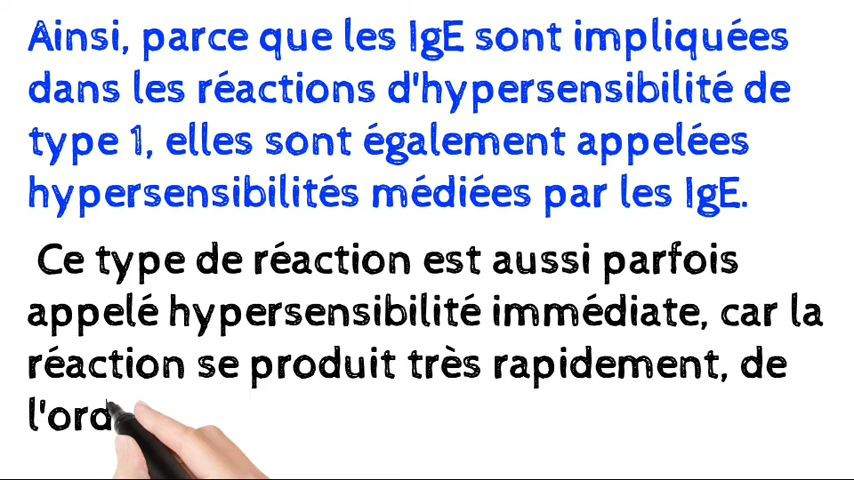 Ainsi, parce que les IgE sont impliquées
dans les réactions d'hypersensibilité de
type 1, elles sont également appelées
hypersensibilités médiées par les IgE.
Ce type de réaction est aussi parfois
appelé hypersensibilité immédiate, car la
réaction se produit très rapidement, de
l'ord